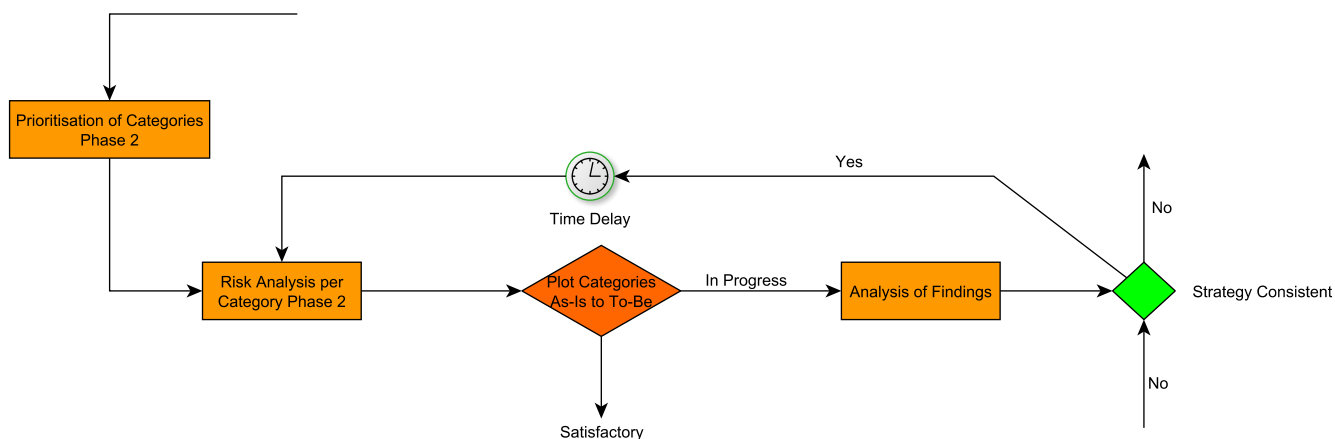 Prioritisation of Categories
Phase 2
Yes
No
Time Delay
Risk Analysis per
Category Phase 2
Plot Categories
As-Is to To-Be
In Progress
Analysis of Findings
Strategy Consistent
No
Satisfactory